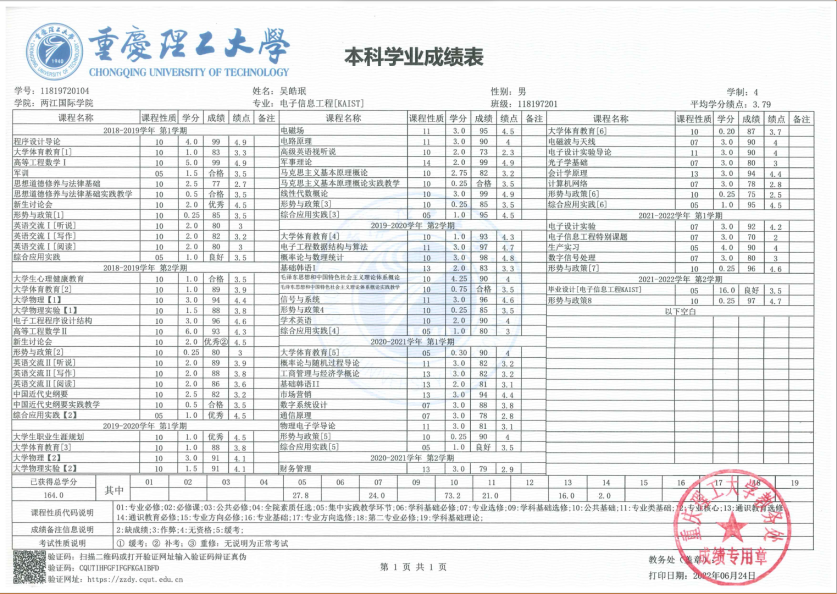 重庆理工大学
CHONGQING UNIVERSITY OF TECHNOLOGY
本科学业成绩表
学号: 11819720104 姓名: 吴皓珉 性别: 男 学制: 4
学院: 两江国际学院 专业: 电子信息工程[KAIST] 班级: 118197201 平均学分绩点: 3.79
课程名称 课程性质 学分 成绩 绩点 备注
2018-2019学年 第1学期
程序设计导论 10 4.0 99 4.9
大学体育教育[1] 10 1.0 83 3.3
高等工程数学Ⅰ 10 5.0 99 4.9
军训 05 1.5 合格 3.5
思想道德修养与法律基础 10 2.5 77 2.7
思想道德修养与法律基础实践教学 10 0.5 合格 3.5
新生讨论会 10 2.0 优秀 4.5
形势与政策[1] 10 0.25 85 3.5
英语交流Ⅰ[听说] 10 2.0 80 3
英语交流Ⅰ[写作] 10 2.0 82 3.2
英语交流Ⅰ[阅读] 10 2.0 80 3
综合应用实践 05 1.0 良好 3.5
2018-2019学年 第2学期
大学生心理健康教育 10 1.0 合格 3.5
大学体育教育[2] 10 1.0 89 3.9
大学物理【1】 10 3.0 94 4.4
大学物理实验【1】 10 1.5 88 3.8
电子工程程序设计结构 10 3.0 96 4.6
高等工程数学Ⅱ 10 6.0 93 4.3
新生讨论会 10 2.0 优秀② 4.5
形势与政策[2] 10 0.25 80 3
英语交流Ⅱ[听说] 10 2.0 89 3.9
英语交流Ⅱ[写作] 10 2.0 88 3.8
英语交流Ⅱ[阅读] 10 2.0 86 3.6
中国近代史纲要 10 2.5 82 3.2
中国近代史纲要实践教学 10 0.5 合格 3.5
综合应用实践【2】 05 1.0 优秀 4.5
2019-2020学年 第1学期
大学生职业生涯规划 10 1.0 优秀 4.5
大学体育教育[3] 10 1.0 88 3.8
大学物理【2】 10 3.0 91 4.1
大学物理实验【2】 10 1.5 91 4.1
课程名称 课程性质 学分 成绩 绩点 备注
电磁场 11 3.0 95 4.5
电路原理 11 3.0 90 4
高级英语视听说 10 2.0 73 2.3
军事理论 14 2.0 99 4.9
马克思主义基本原理概论 10 2.75 82 3.2
马克思主义基本原理概论实践教学 10 0.25 合格 3.5
线性代数概论 10 3.0 99 4.9
形势与政策[3] 10 0.25 85 3.5
综合应用实践[3] 05 1.0 95 4.5
2019-2020学年 第2学期
大学体育教育[4] 10 1.0 93 4.3
电子工程数据结构与算法 11 3.0 97 4.7
概率论与数理统计 10 3.0 98 4.8
基础韩语Ⅰ 13 2.0 83 3.3
毛泽东思想和中国特色社会主义理论体系概论 10 4.25 90 4
毛泽东思想和中国特色社会主义理论体系概论实践教学 10 0.75 合格 3.5
信号与系统 11 3.0 96 4.6
形势与政策4 10 0.25 85 3.5
学术英语 10 2.0 90 4
综合应用实践[4] 05 1.0 80 3
2020-2021学年 第1学期
大学体育教育[5] 05 0.30 90 4
概率论与随机过程导论 11 3.0 82 3.2
工商管理与经济学概论 13 3.0 82 3.2
基础韩语II 13 2.0 81 3.1
市场营销 13 3.0 94 4.4
数字系统设计 07 3.0 88 3.8
通信原理 07 3.0 78 2.8
物理电子学导论 11 3.0 81 3.1
形势与政策[5] 10 0.25 90 4
综合应用实践[5] 05 1.0 良好 3.5
2020-2021学年 第2学期
财务管理 13 3.0 79 2.9
课程名称 课程性质 学分 成绩 绩点 备注
大学体育教育[6] 10 0.20 87 3.7
电磁波与天线 07 3.0 90 4
电子设计实验导论 11 3.0 90 4
光子学基础 07 3.0 80 3
会计学原理 13 3.0 94 4.4
计算机网络 07 3.0 78 2.8
形势与政策[6] 10 0.25 75 2.5
综合应用实践[6] 05 1.0 95 4.5
2021-2022学年 第1学期
电子设计实验 07 3.0 92 4.2
电子信息工程特别课题 07 3.0 70 2
生产实习 05 4.0 90 4
数字信号处理 07 3.0 80 3
形势与政策[7] 10 0.25 96 4.6
2021-2022学年 第2学期
毕业设计[电子信息工程KAIST] 05 16.0 良好 3.5
形势与政策8 10 0.25 97 4.7
以下空白
已获得总学分 其中 01 02 03 04 05 06 07 08 09 10 11 12 13 14 15 16 17 18 19
164.0 27.8 24.0 73.2 21.0 16.0 2.0
课程性质代码说明 01:专业必修;02:必修课;03:公共必修;04:全院素质任选;05:集中实践教学环节;06:学科基础必修;07:专业选修;09:学科基础选修;10:公共基础;11:专业类基础;12:专业核心;13:通识教育选修
14:通识教育必修;15:专业方向必修;16:专业基础;17:专业方向选修;18:第二专业必修;19:学科基础理论;
成绩备注信息说明 2:缺成绩;3:作弊;4:无资格;5:缓考;
考试性质说明 ① 缓考; ② 补考; ③ 重修; 无说明为正常考试
验证码: 扫描二维码或打开验证网址输入验证码辩证真伪
验证码: CQUTIHFGFIFGFKGAIBFD
验证网址: https://zzdy.cqut.edu.cn
第 1 页 共 1 页
教务处 (盖章):
打印日期: 2022年06月24日
重庆理工大学教务处
成绩专用章